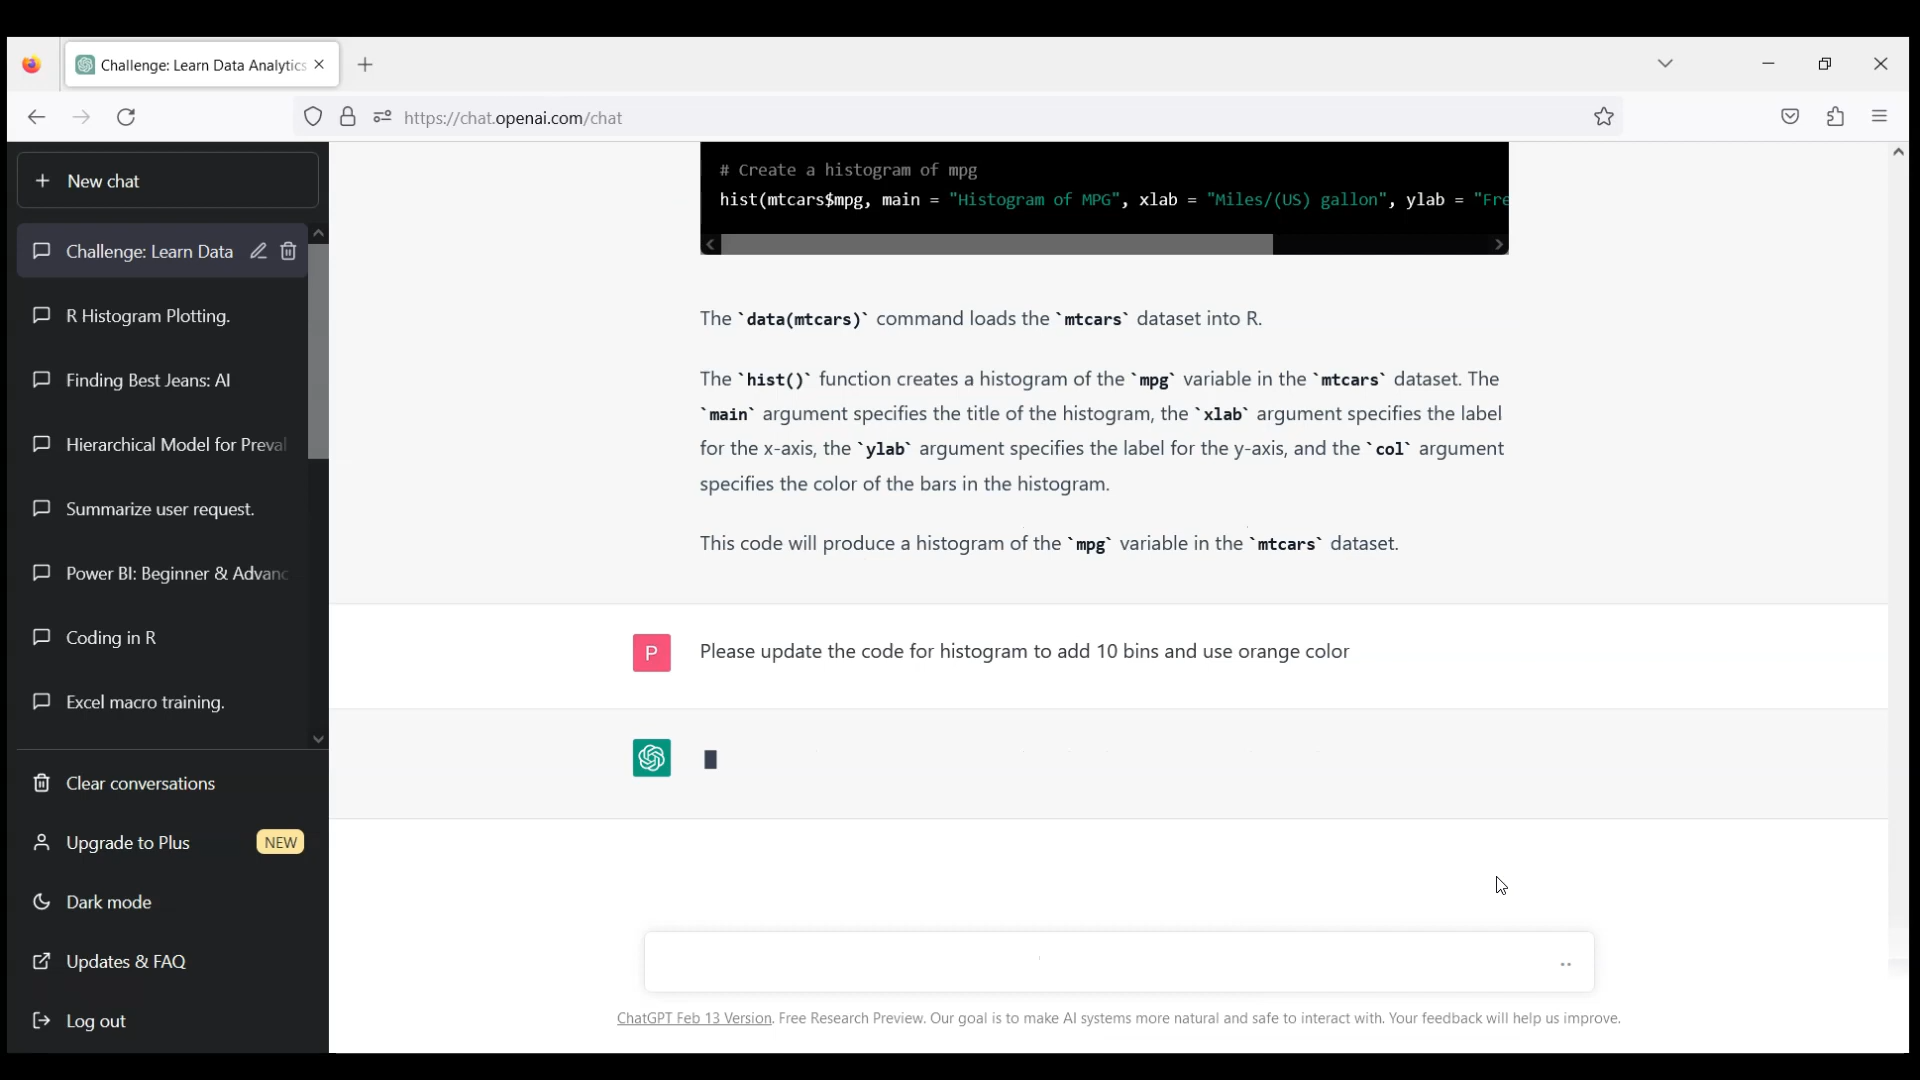 Challenge: Learn Data Analytics
https://chat.openai.com/chat
New chat
Challenge: Learn Data
R Histogram Plotting.
Finding Best Jeans: AI
Hierarchical Model for Preval
Summarize user request.
Power BI: Beginner & Advanc
Coding in R
Excel macro training.
Clear conversations
Upgrade to Plus NEW
Dark mode
Updates & FAQ
Log out
# Create a histogram of mpg
hist(mtcars$mpg, main = "Histogram of MPG", xlab = "Miles/(US) gallon", ylab = "Fre
The `data(mtcars)` command loads the `mtcars` dataset into R.
The `hist()` function creates a histogram of the `mpg` variable in the `mtcars` dataset. The
`main` argument specifies the title of the histogram, the `xlab` argument specifies the label
for the x-axis, the `ylab` argument specifies the label for the y-axis, and the `col` argument
specifies the color of the bars in the histogram.
This code will produce a histogram of the `mpg` variable in the `mtcars` dataset.
P Please update the code for histogram to add 10 bins and use orange color
ChatGPT Feb 13 Version. Free Research Preview. Our goal is to make AI systems more natural and safe to interact with. Your feedback will help us improve.